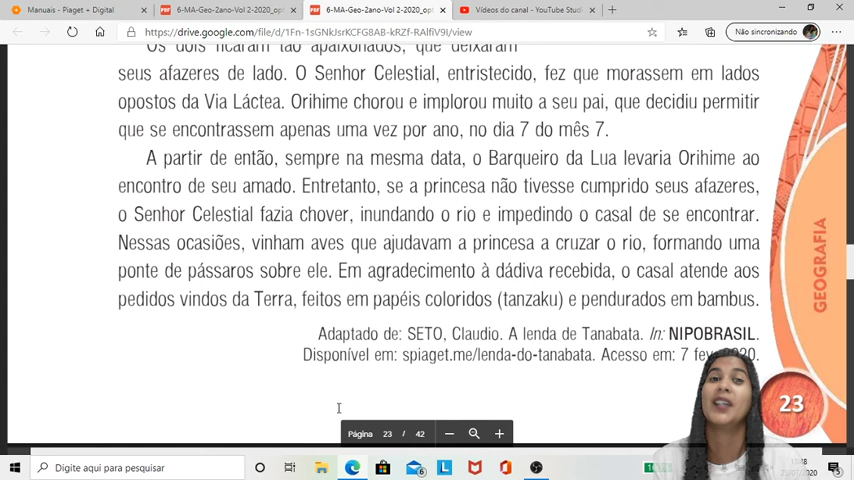 Manuais - Piaget + Digital
6-MA-Geo-2ano-Vol 2-2020_opt
6-MA-Geo-2ano-Vol 2-2020_opt
Vídeos do canal - YouTube Stud
https://drive.google.com/file/d/1Fn-1sGNkJsrKCFG8AB-kRZf-RAlfiV9I/view
Não sincronizando
Os dois ficaram tão apaixonados, que deixaram
seus afazeres de lado. O Senhor Celestial, entristecido, fez que morassem em lados
opostos da Via Láctea. Orihime chorou e implorou muito a seu pai, que decidiu permitir
que se encontrassem apenas uma vez por ano, no dia 7 do mês 7.
A partir de então, sempre na mesma data, o Barqueiro da Lua levaria Orihime ao
encontro de seu amado. Entretanto, se a princesa não tivesse cumprido seus afazeres,
o Senhor Celestial fazia chover, inundando o rio e impedindo o casal de se encontrar.
Nessas ocasiões, vinham aves que ajudavam a princesa a cruzar o rio, formando uma
ponte de pássaros sobre ele. Em agradecimento à dádiva recebida, o casal atende aos
pedidos vindos da Terra, feitos em papéis coloridos (tanzaku) e pendurados em bambus.
Adaptado de: SETO, Claudio. A lenda de Tanabata. In: NIPOBRASIL.
Disponível em: spiaget.me/lenda-do-tanabata. Acesso em: 7 fev. 2020.
GEOGRAFIA
23
Página 23 / 42
Digite aqui para pesquisar